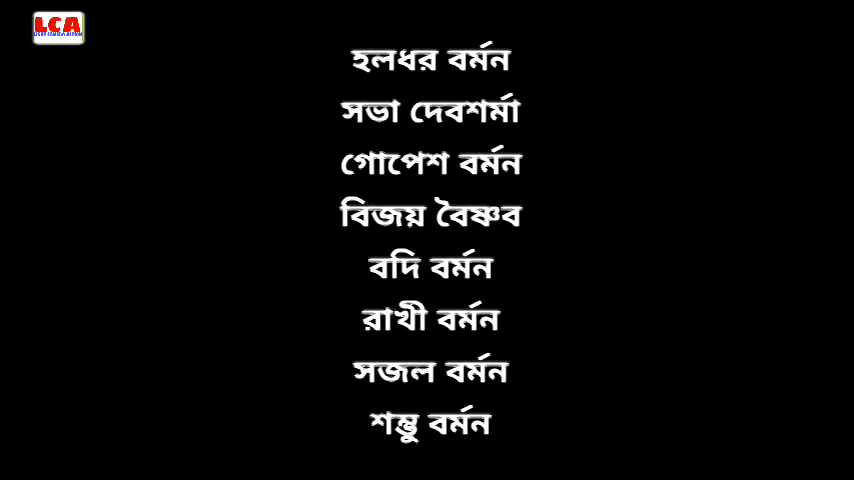 LCA
হলধর বর্মন
সভা দেবশর্মা
গোপেশ বর্মন
বিজয় বৈষ্ণব
বদি বর্মন
রাখী বর্মন
সজল বর্মন
শম্ভু বর্মন